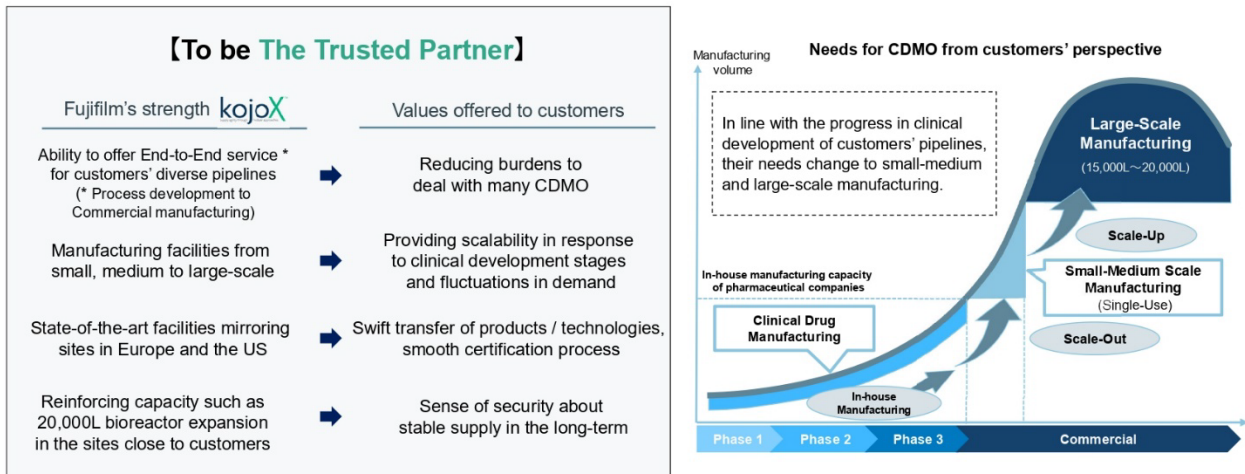 【To be The Trusted Partner】
Fujifilm's strength kojoX
Values offered to customers
Ability to offer End-to-End service *
for customers' diverse pipelines
(* Process development to
Commercial manufacturing)
Reducing burdens to
deal with many CDMO
Manufacturing facilities from
small, medium to large-scale
Providing scalability in response
to clinical development stages
and fluctuations in demand
State-of-the-art facilities mirroring
sites in Europe and the US
Swift transfer of products / technologies,
smooth certification process
Reinforcing capacity such as
20,000L bioreactor expansion
in the sites close to customers
Sense of security about
stable supply in the long-term
Needs for CDMO from customers' perspective
Manufacturing
volume
In line with the progress in clinical
development of customers' pipelines,
their needs change to small-medium
and large-scale manufacturing.
Large-Scale
Manufacturing
(15,000L～20,000L)
Scale-Up
In-house manufacturing capacity
of pharmaceutical companies
Small-Medium Scale
Manufacturing
(Single-Use)
Clinical Drug
Manufacturing
Scale-Out
In-house
Manufacturing
Phase 1
Phase 2
Phase 3
Commercial